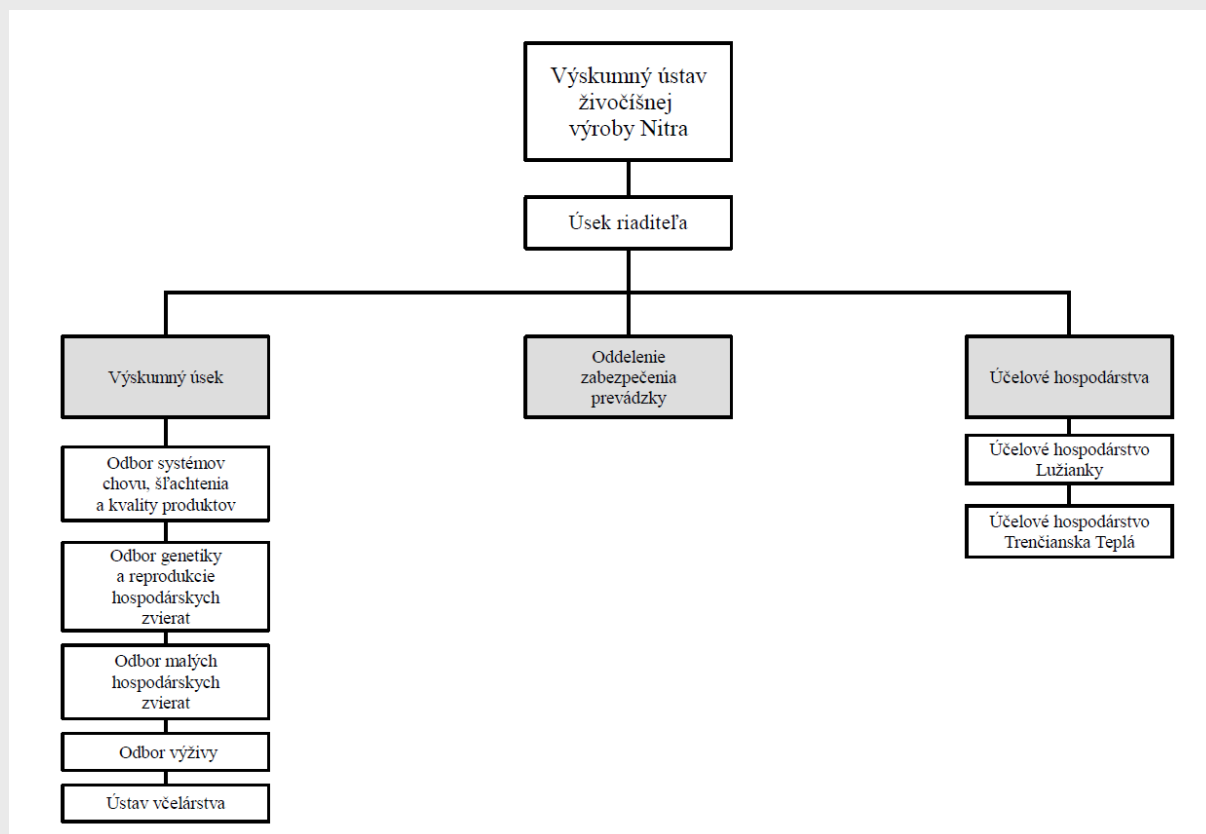 Výskumný ústav
živočíšnej
výroby Nitra
Úsek riaditeľa
Výskumný úsek
Oddelenie
zabezpečenia
prevádzky
Účelové hospodárstva
Odbor systémov
chovu, šľachtenia
a kvality produktov
Odbor genetiky
a reprodukcie
hospodárskych
zvierat
Odbor malých
hospodárskych
zvierat
Odbor výživy
Ústav včelárstva
Účelové hospodárstvo
Lužianky
Účelové hospodárstvo
Trenčianska Teplá